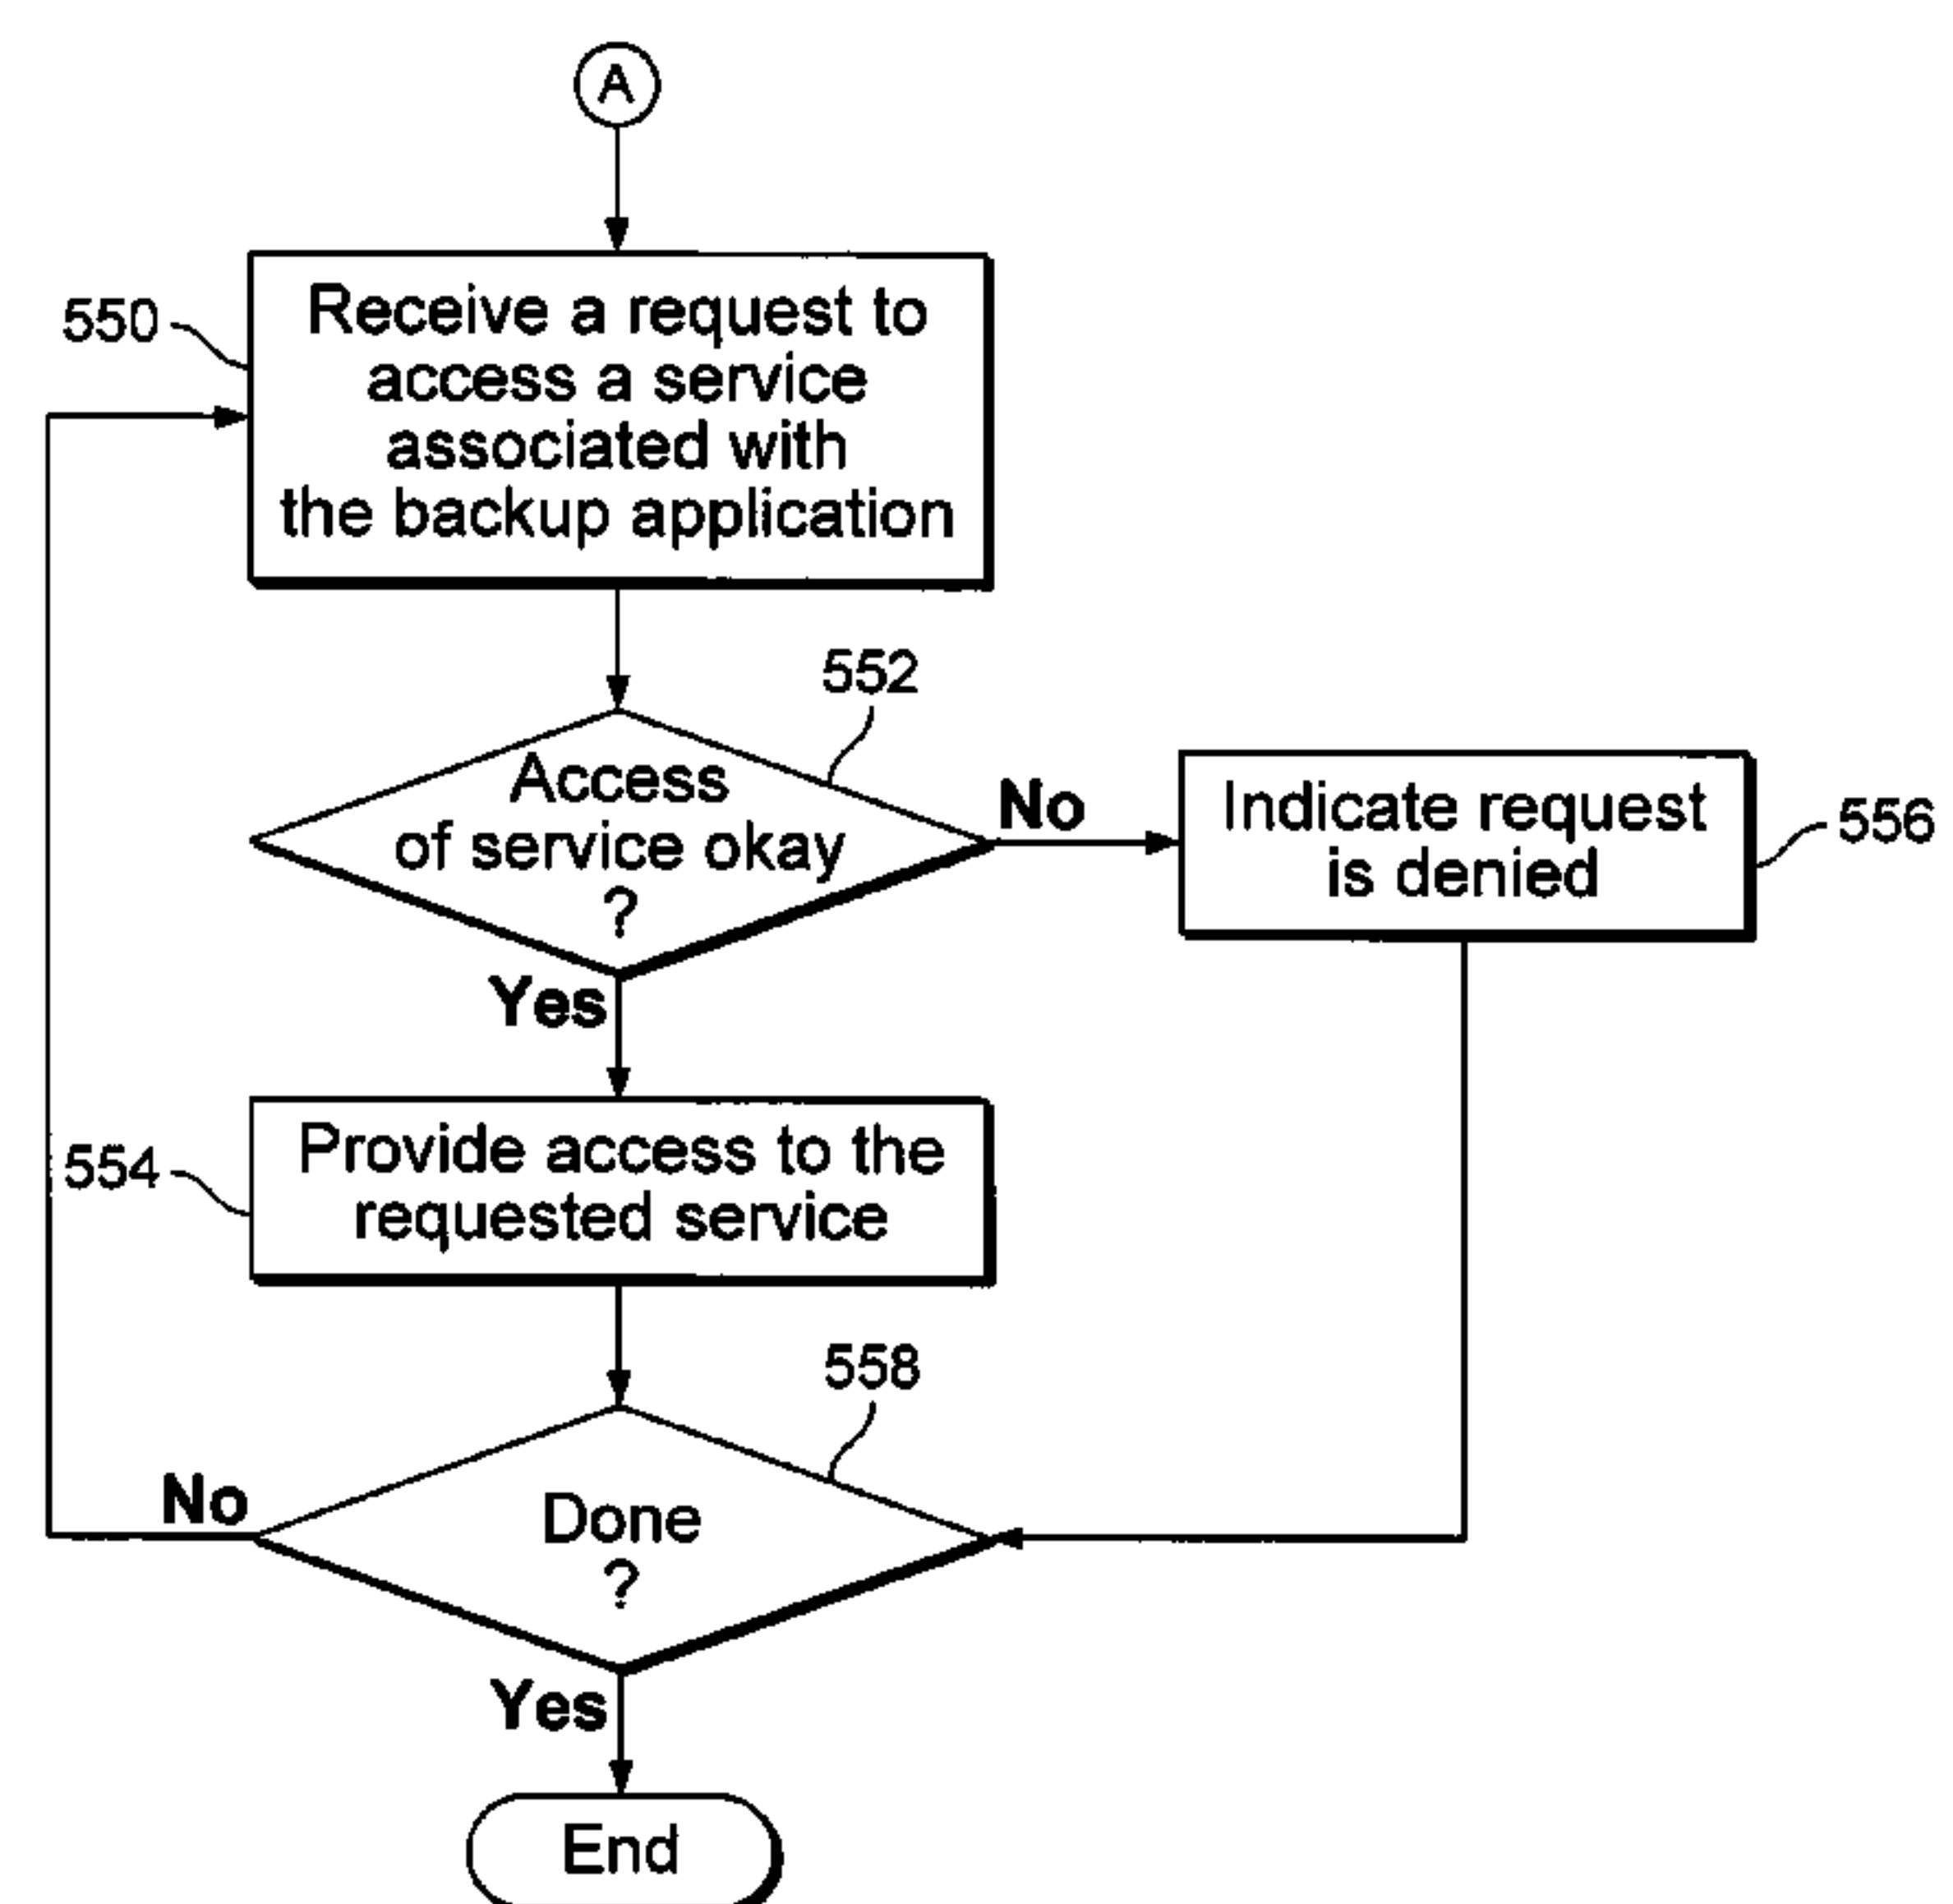 A
550
Receive a request to
access a service
associated with
the backup application
552
Access
of service okay
?
No
Indicate request
is denied
556
Yes
554
Provide access to the
requested service
558
No
Done
?
Yes
End